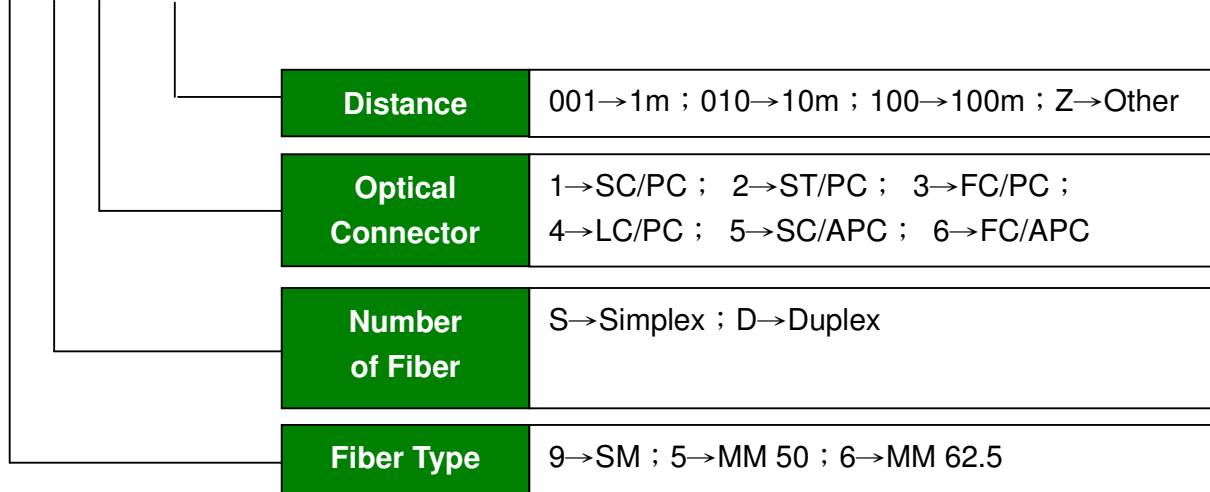 Distance
001→1m；010→10m；100→100m；Z→Other
Optical
Connector
1→SC/PC； 2→ST/PC； 3→FC/PC；
4→LC/PC； 5→SC/APC； 6→FC/APC
Number
of Fiber
S→Simplex；D→Duplex
Fiber Type
9→SM；5→MM 50；6→MM 62.5